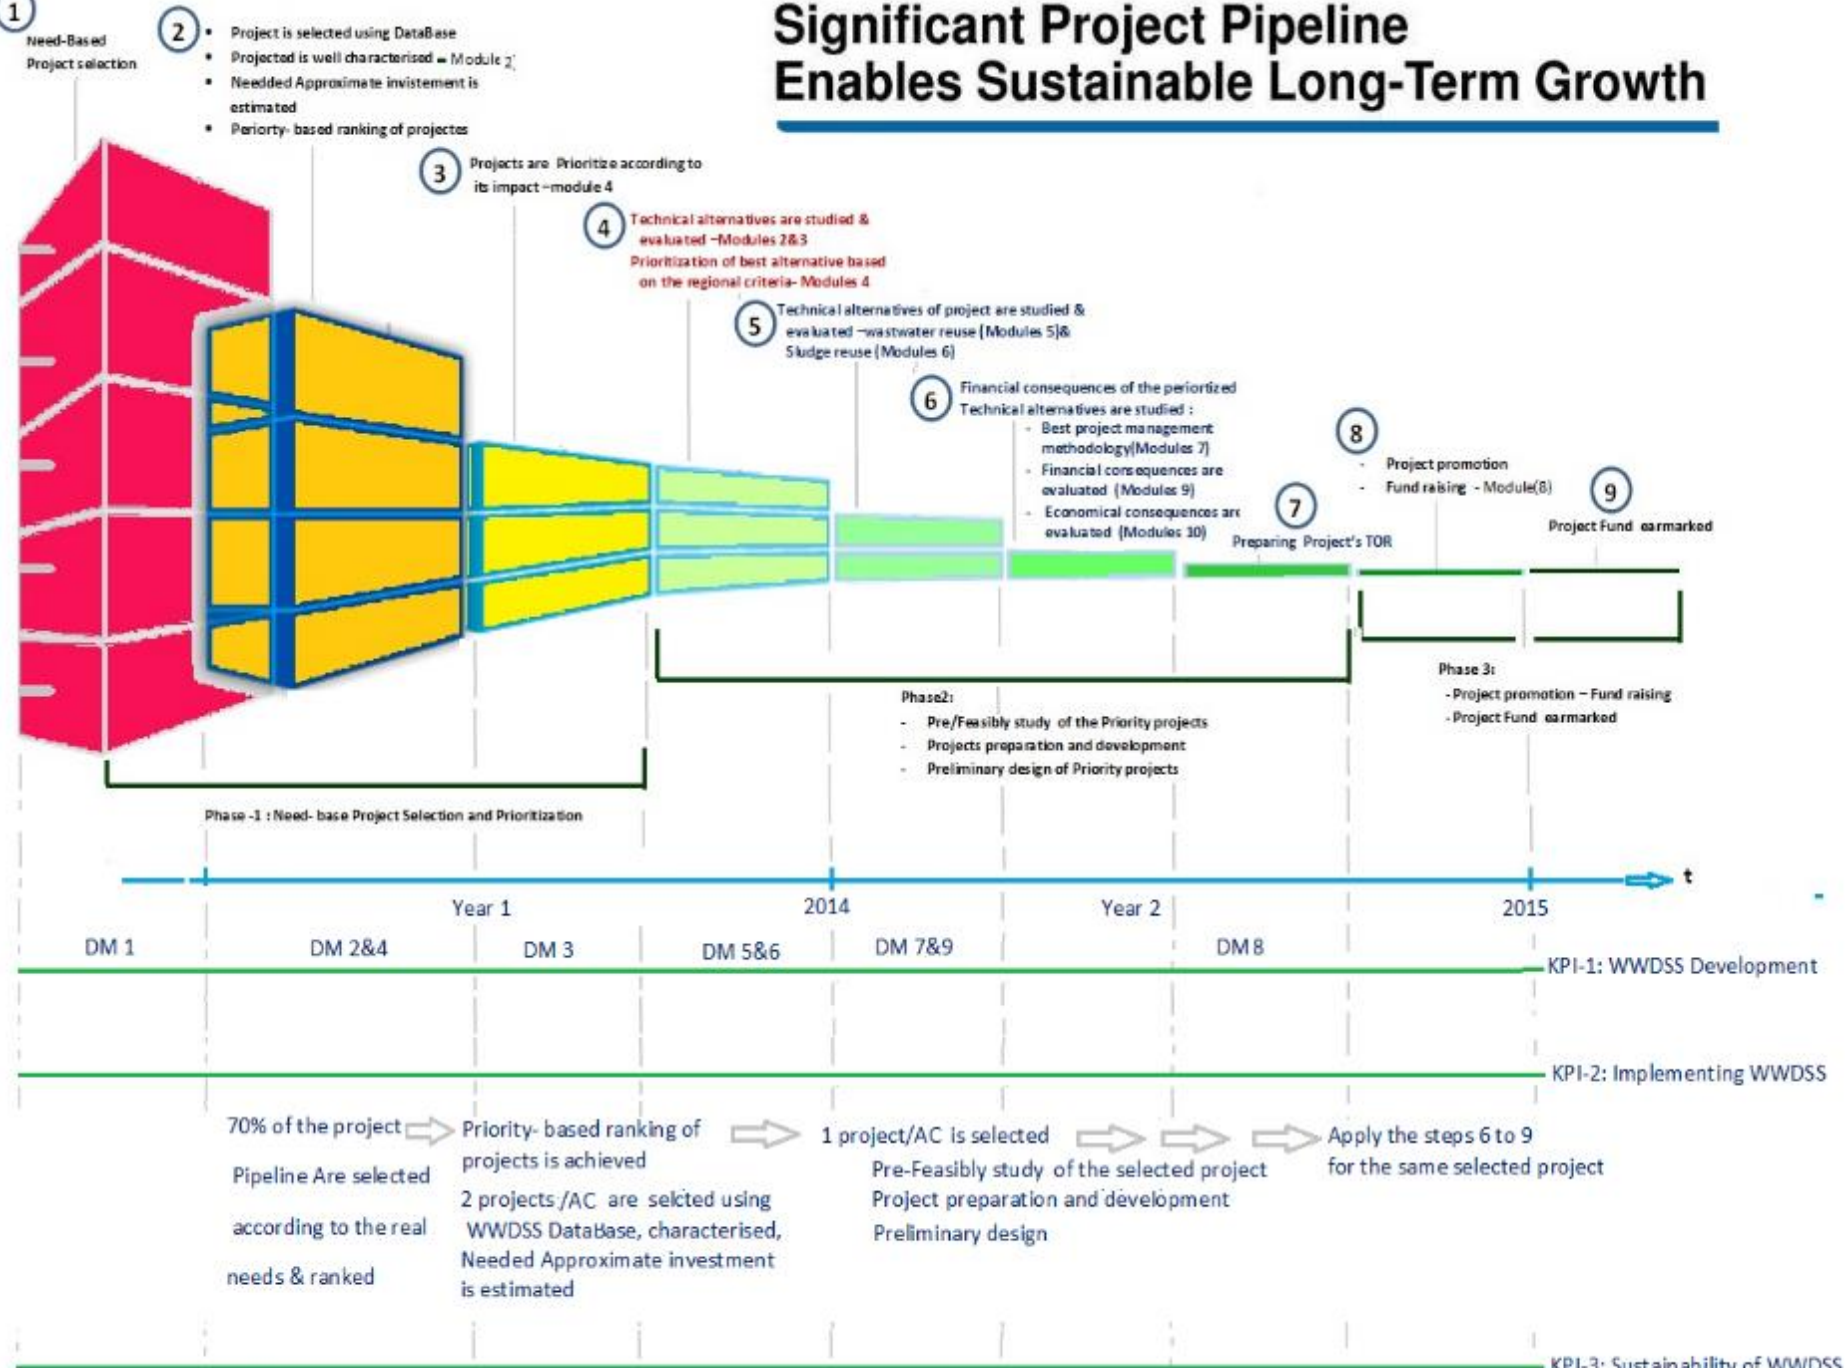 Significant Project Pipeline
Enables Sustainable Long-Term Growth
1
Need-Based
Project selection
2
• Project is selected using DataBase
• Projected is well characterised – Module 2
• Needded Approximate invistement is
estimated
• Periorty- based ranking of projectes
3
Projects are Prioritize according to
its impact –module 4
4
Technical alternatives are studied &
evaluated –Modules 2&3
Prioritization of best alternative based
on the regional criteria- Modules 4
5
Technical alternatives of project are studied &
evaluated –wastwater reuse (Modules 5)&
Sludge reuse (Modules 6)
6
Financial consequences of the periortized
Technical alternatives are studied :
- Best project management
methodology(Modules 7)
- Financial consequences are
evaluated (Modules 9)
- Economical consequences are
evaluated (Modules 10)
7
Preparing Project's TOR
8
- Project promotion
- Fund raising - Module(8)
9
Project Fund earmarked
Phase -1 : Need- base Project Selection and Prioritization
Phase2:
- Pre/Feasibly study of the Priority projects
- Projects preparation and development
- Preliminary design of Priority projects
Phase 3:
- Project promotion – Fund raising
- Project Fund earmarked
t
Year 1
2014
Year 2
2015
DM 1
DM 2&4
DM 3
DM 5&6
DM 7&9
DM 8
KPI-1: WWDSS Development
KPI-2: Implementing WWDSS
70% of the project
Pipeline Are selected
according to the real
needs & ranked
Priority- based ranking of
projects is achieved
2 projects /AC are selcted using
WWDSS DataBase, characterised,
Needed Approximate investment
is estimated
1 project/AC is selected
Pre-Feasibly study of the selected project
Project preparation and development
Preliminary design
Apply the steps 6 to 9
for the same selected project
KPI-3: Sustainability of WWDSS